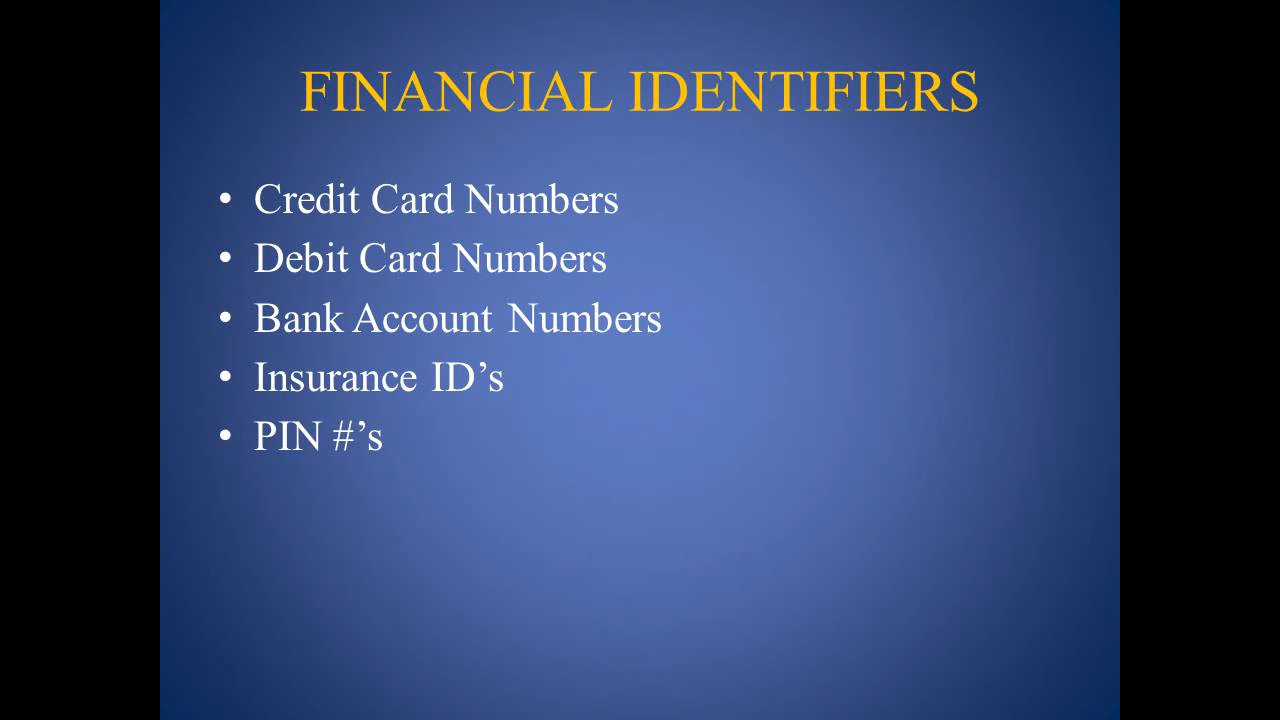 FINANCIAL IDENTIFIERS
• Credit Card Numbers
• Debit Card Numbers
• Bank Account Numbers
• Insurance ID’s
• PIN #’s